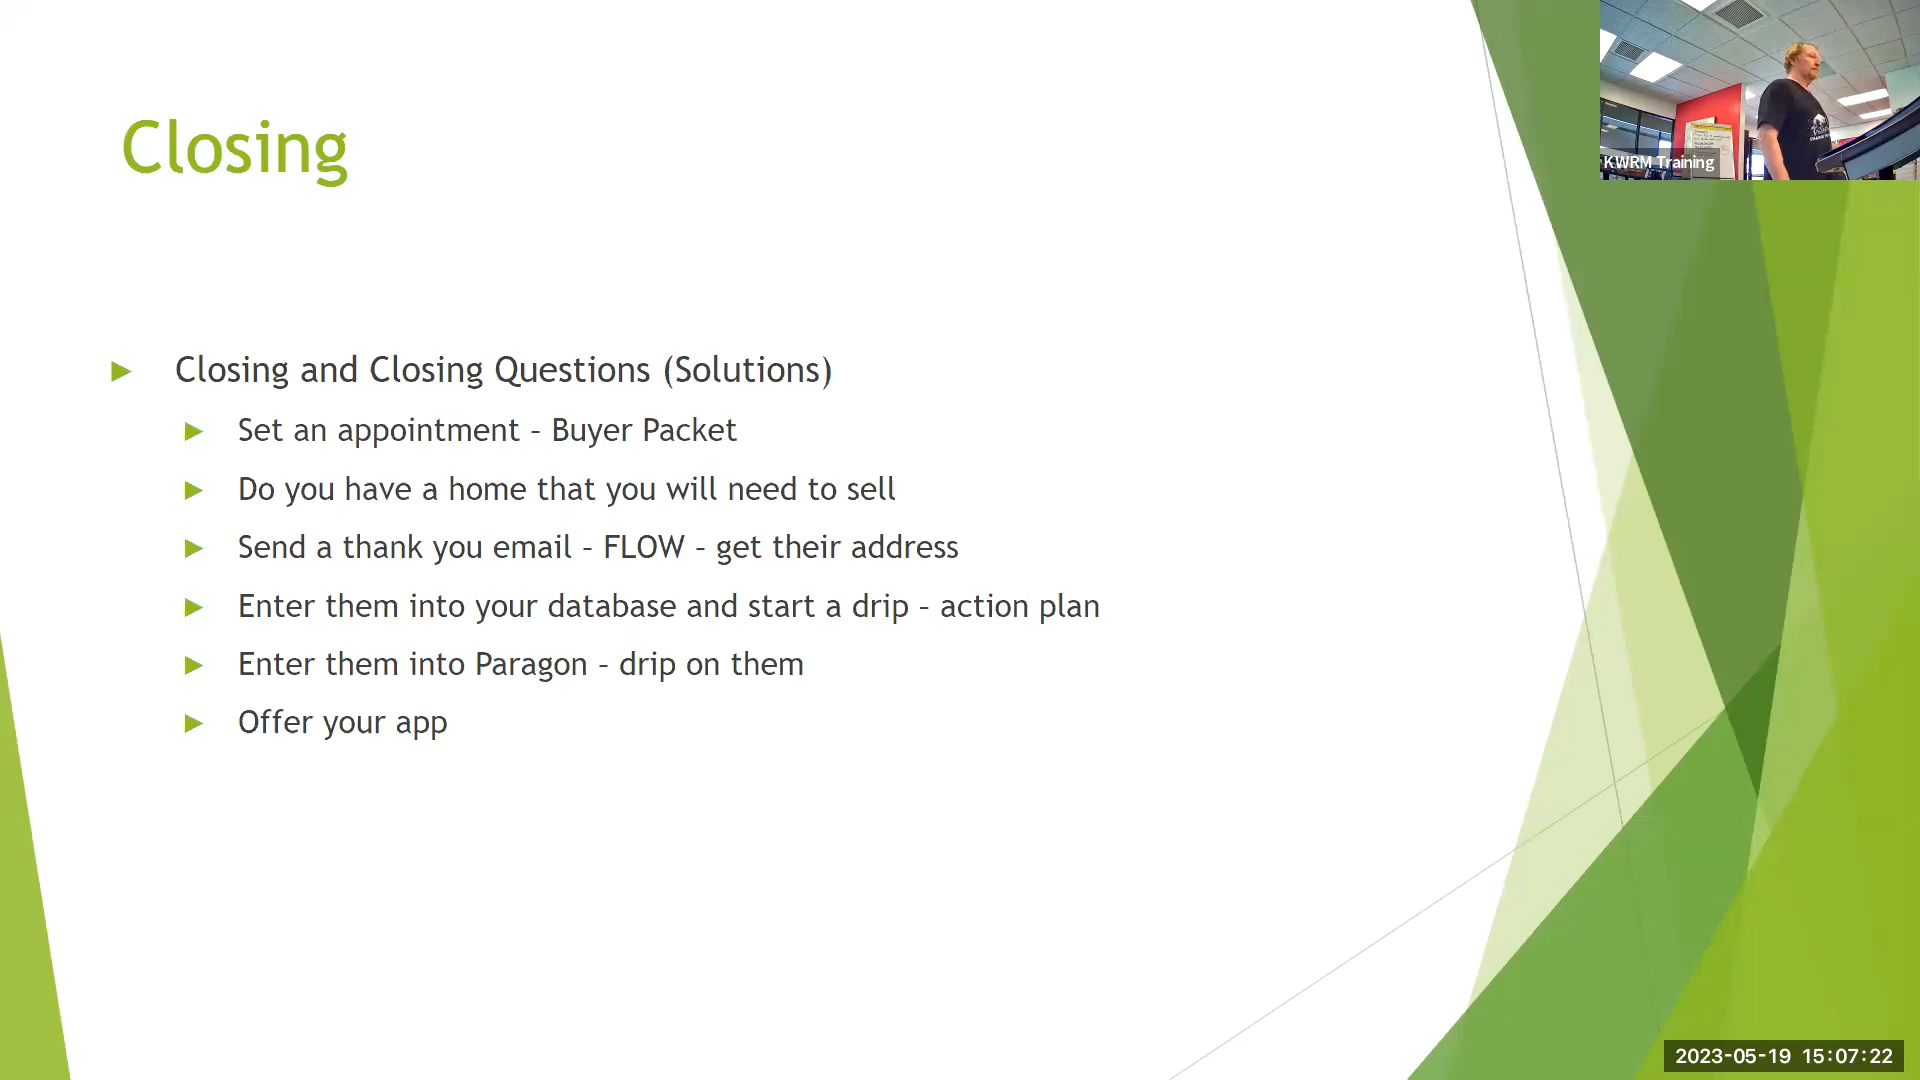 Closing
KWRM Training
Closing and Closing Questions (Solutions)
Set an appointment – Buyer Packet
Do you have a home that you will need to sell
Send a thank you email – FLOW – get their address
Enter them into your database and start a drip – action plan
Enter them into Paragon – drip on them
Offer your app
2023-05-19 15:07:22